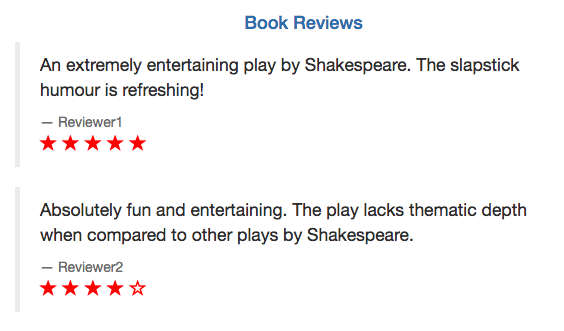 Book Reviews
An extremely entertaining play by Shakespeare. The slapstick
humour is refreshing!
— Reviewer1
★ ★ ★ ★ ★
Absolutely fun and entertaining. The play lacks thematic depth
when compared to other plays by Shakespeare.
— Reviewer2
★ ★ ★ ★ ☆